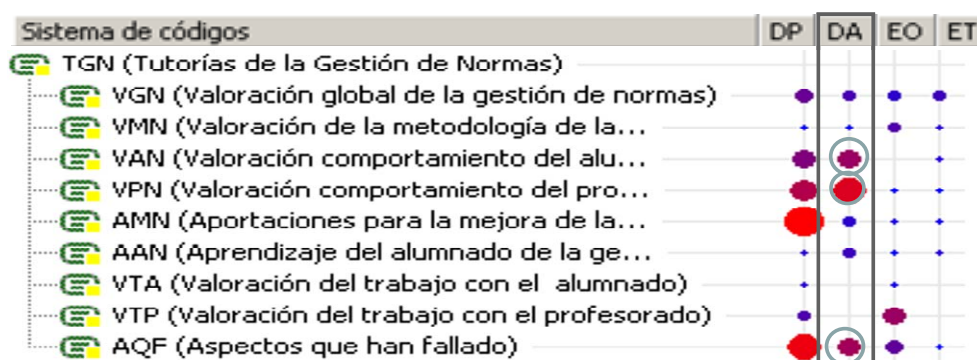 Sistema de códigos DP DA EO ET
TGN (Tutorías de la Gestión de Normas)
VGN (Valoración global de la gestión de normas)
VMN (Valoración de la metodología de la...
VAN (Valoración comportamiento del alu...
VPN (Valoración comportamiento del pro...
AMN (Aportaciones para la mejora de la...
AAN (Aprendizaje del alumnado de la ge...
VTA (Valoración del trabajo con el alumnado)
VTP (Valoración del trabajo con el profesorado)
AQF (Aspectos que han fallado)